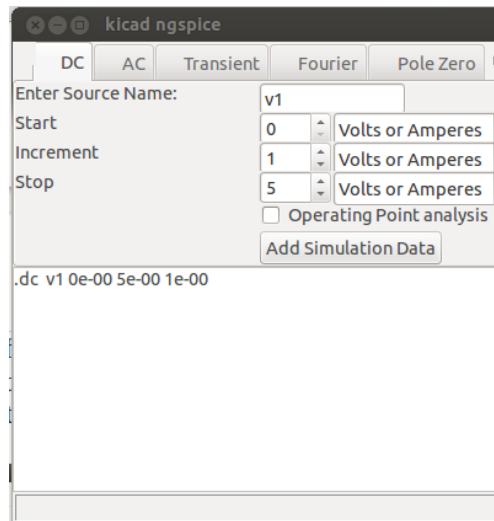 kicad ngspice
DC AC Transient Fourier Pole Zero
Enter Source Name: v1
Start 0 Volts or Amperes
Increment 1 Volts or Amperes
Stop 5 Volts or Amperes
Operating Point analysis
Add Simulation Data
.dc v1 0e-00 5e-00 1e-00